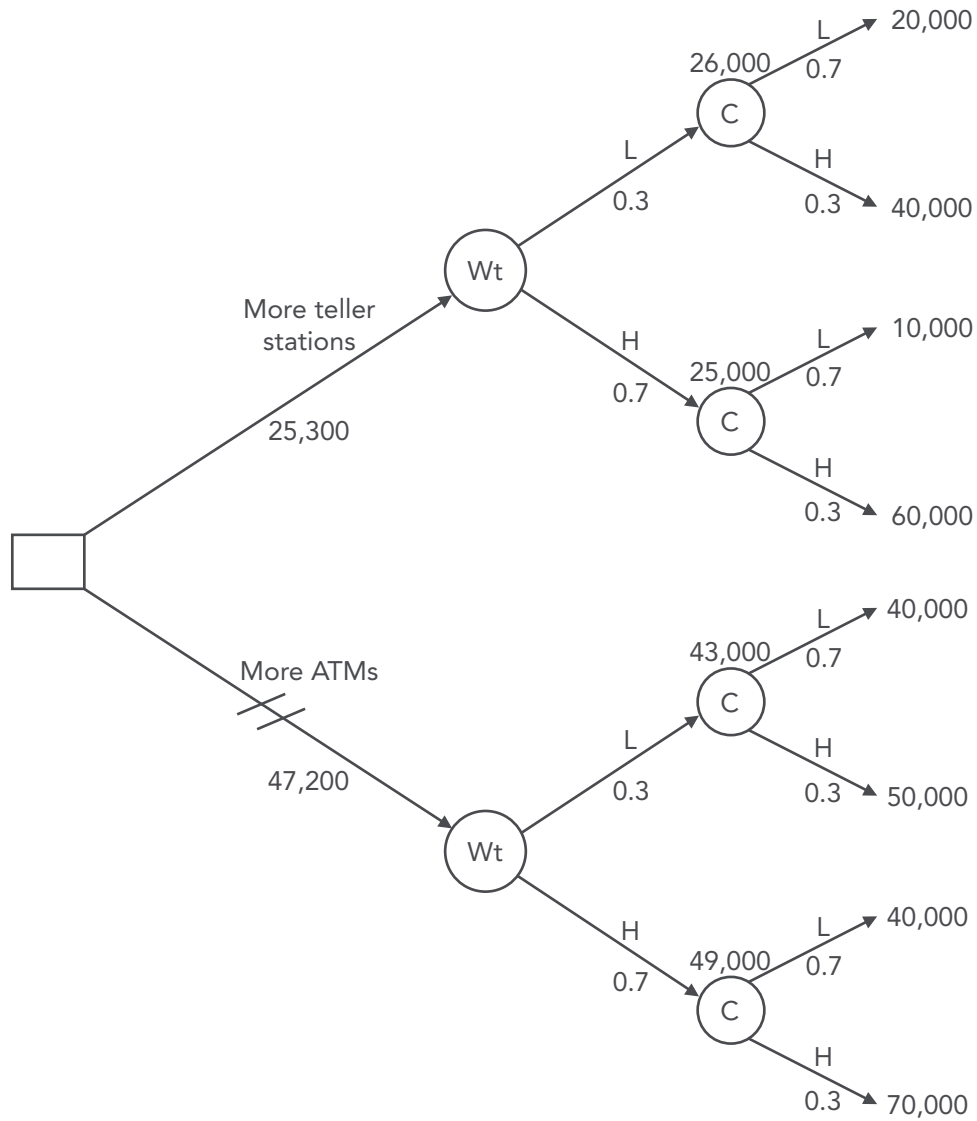 20,000
L
26,000
0.7
C
L
H
0.3
0.3
40,000
Wt
More teller
stations
10,000
L
H
25,000
0.7
0.7
C
25,300
H
0.3
60,000
40,000
L
43,000
0.7
More ATMs
C
L
H
47,200
0.3
0.3
50,000
Wt
40,000
L
H
49,000
0.7
0.7
C
H
0.3
70,000